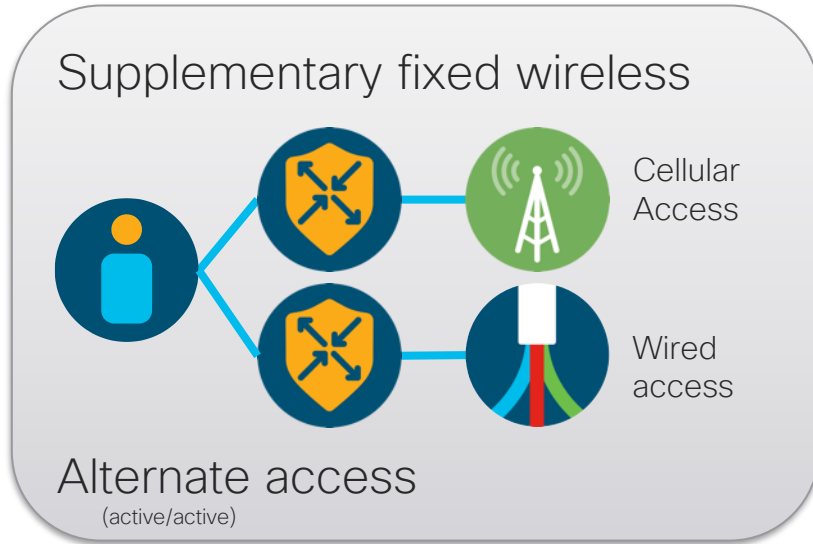 Supplementary fixed wireless
Cellular
Access
Wired
access
Alternate access
(active/active)